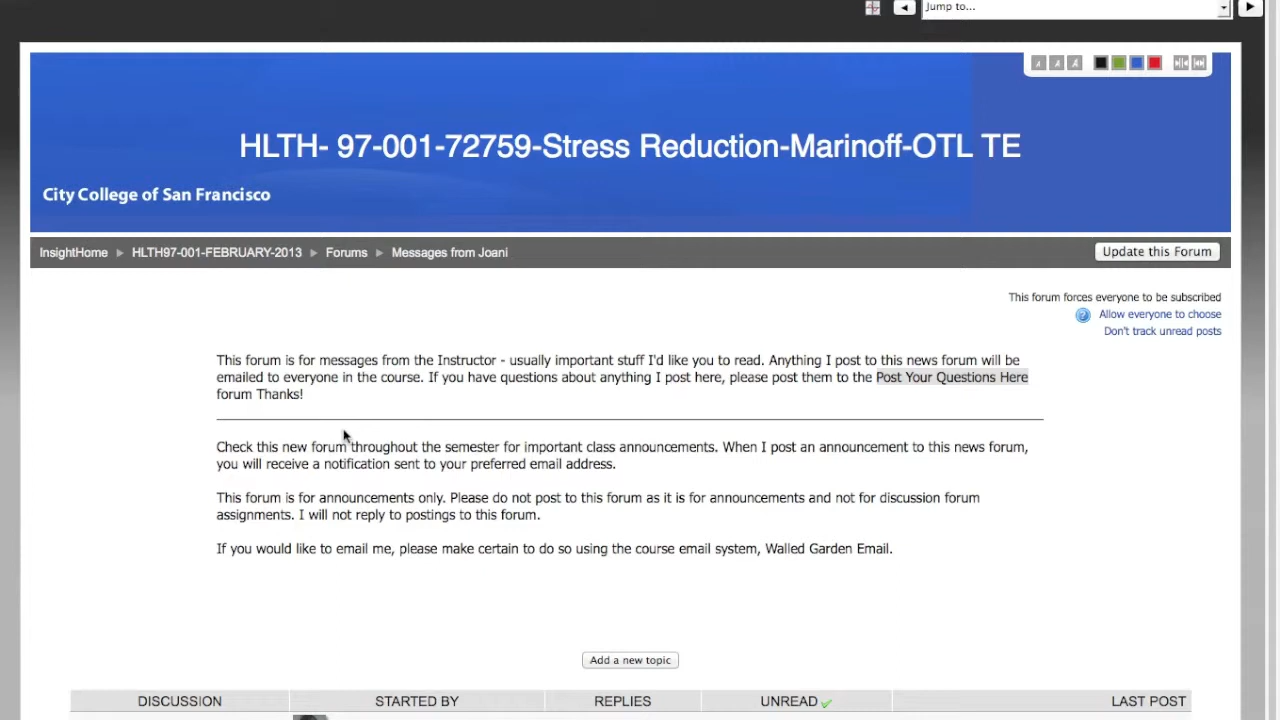 Jump to...
HLTH- 97-001-72759-Stress Reduction-Marinoff-OTL TE
City College of San Francisco
InsightHome HLTH97-001-FEBRUARY-2013 Forums Messages from Joani
Update this Forum
This forum forces everyone to be subscribed
Allow everyone to choose
Don't track unread posts
This forum is for messages from the Instructor - usually important stuff I'd like you to read. Anything I post to this news forum will be
emailed to everyone in the course. If you have questions about anything I post here, please post them to the Post Your Questions Here
forum Thanks!
Check this new forum throughout the semester for important class announcements. When I post an announcement to this news forum,
you will receive a notification sent to your preferred email address.
This forum is for announcements only. Please do not post to this forum as it is for announcements and not for discussion forum
assignments. I will not reply to postings to this forum.
If you would like to email me, please make certain to do so using the course email system, Walled Garden Email.
Add a new topic
DISCUSSION STARTED BY REPLIES UNREAD LAST POST